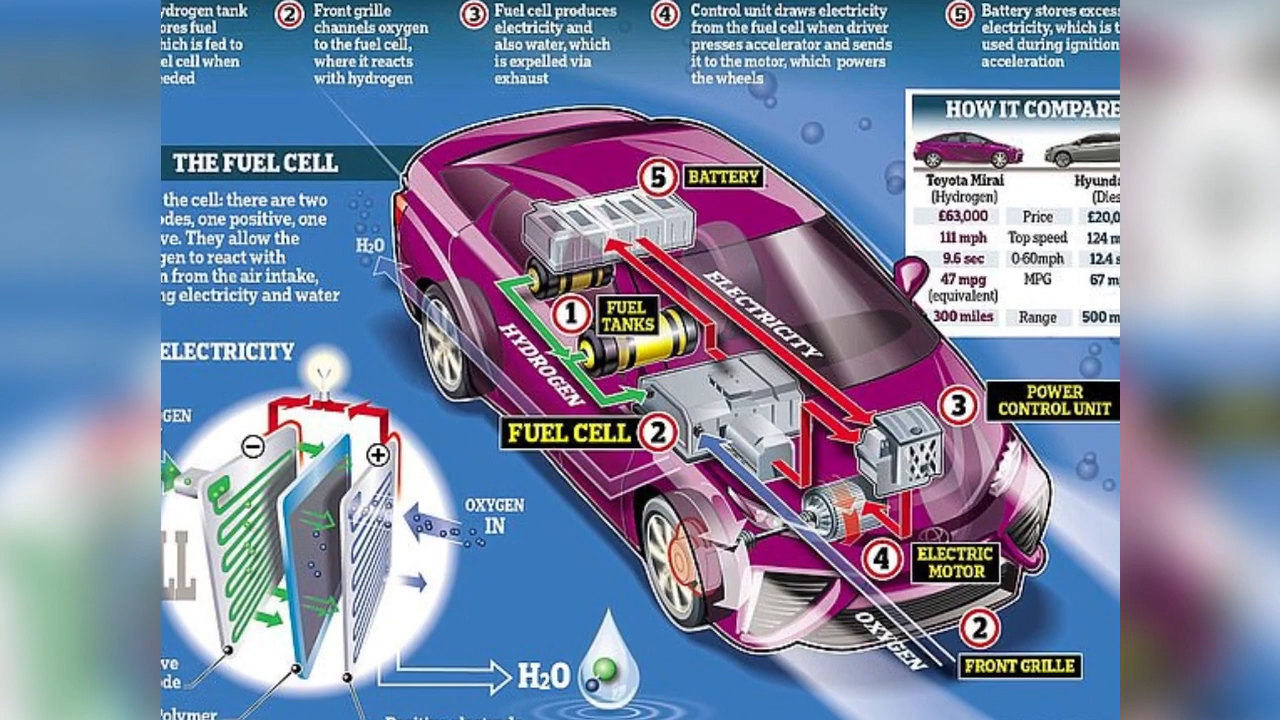 ydrogen tank
ores fuel
hich is fed to
el cell when
eeded
2
Front grille
channels oxygen
to the fuel cell,
where it reacts
with hydrogen
3
Fuel cell produces
electricity and
also water, which
is expelled via
exhaust
4
Control unit draws electricity
from the fuel cell when driver
presses accelerator and sends
it to the motor, which powers
the wheels
5
Battery stores excess
electricity, which is t
used during ignition
acceleration
THE FUEL CELL
the cell: there are two
odes, one positive, one
ve. They allow the
gen to react with
n from the air intake,
ng electricity and water
H2O
5 BATTERY
1 FUEL
TANKS
HYDROGEN
ELECTRICITY
FUEL CELL 2
3 POWER
CONTROL UNIT
4 ELECTRIC
MOTOR
2
FRONT GRILLE
OXYGEN
HOW IT COMPARE
Toyota Mirai
(Hydrogen)
Hyunda
(Dies
£63,000 Price £20,0
111 mph Top speed 124 m
9.6 sec 0-60mph 12.4 s
47 mpg
(equivalent)
MPG 67 m
300 miles Range 500 m
ELECTRICITY
GEN
−
+
OXYGEN
IN
LL
H2O
ve
de
Polymer
Positive electrode